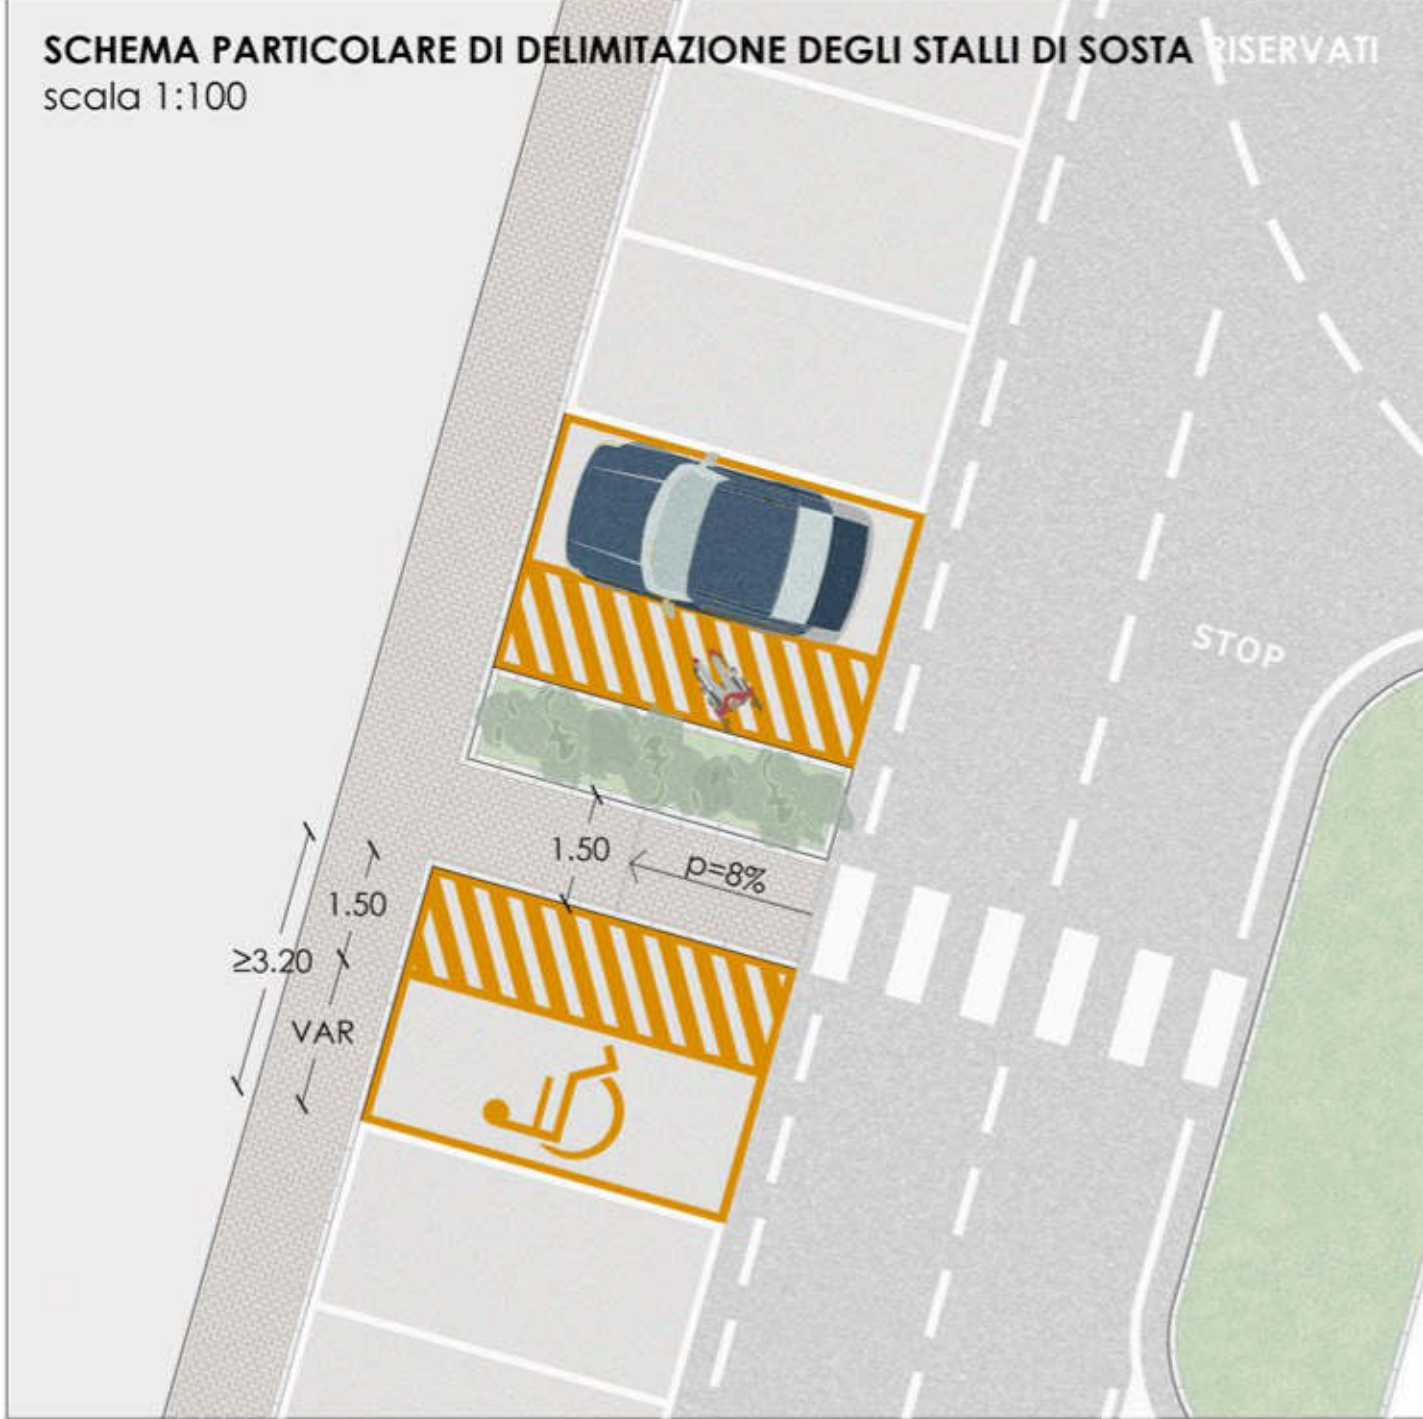 SCHEMA PARTICOLARE DI DELIMITAZIONE DEGLI STALLI DI SOSTA RISERVATI
scala 1:100
STOP
1.50
p=8%
1.50
≥3.20
VAR